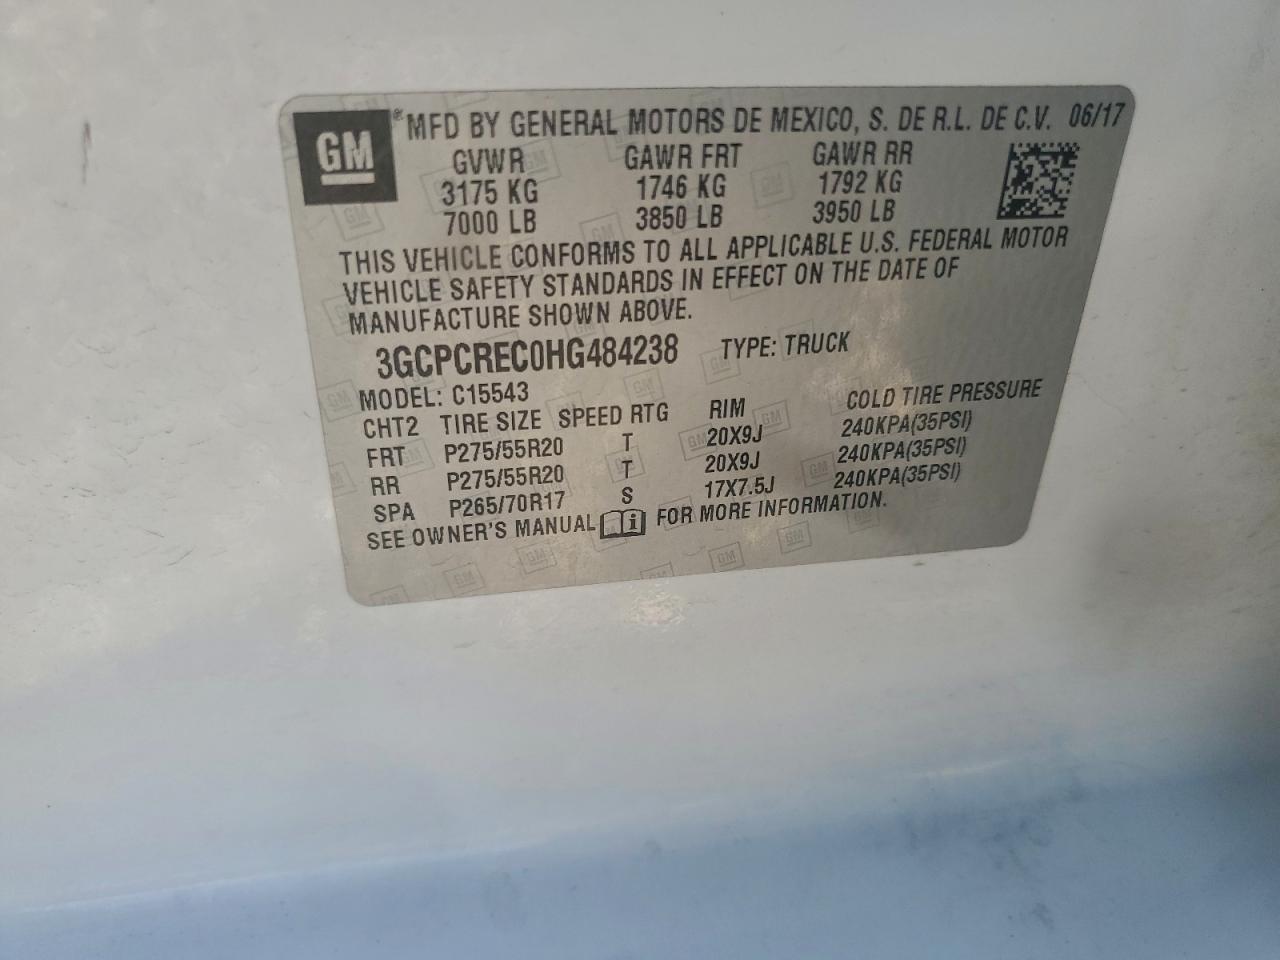 GM ® MFD BY GENERAL MOTORS DE MEXICO, S. DE R.L. DE C.V. 06/17
GVWR GAWR FRT GAWR RR
3175 KG 1746 KG 1792 KG
7000 LB 3850 LB 3950 LB
THIS VEHICLE CONFORMS TO ALL APPLICABLE U.S. FEDERAL MOTOR
VEHICLE SAFETY STANDARDS IN EFFECT ON THE DATE OF
MANUFACTURE SHOWN ABOVE.
3GCPCREC0HG484238 TYPE: TRUCK
MODEL: C15543
CHT2 TIRE SIZE SPEED RTG RIM COLD TIRE PRESSURE
FRT P275/55R20 T 20X9J 240KPA(35PSI)
RR P275/55R20 T 20X9J 240KPA(35PSI)
SPA P265/70R17 S 17X7.5J 240KPA(35PSI)
SEE OWNER'S MANUAL i FOR MORE INFORMATION.